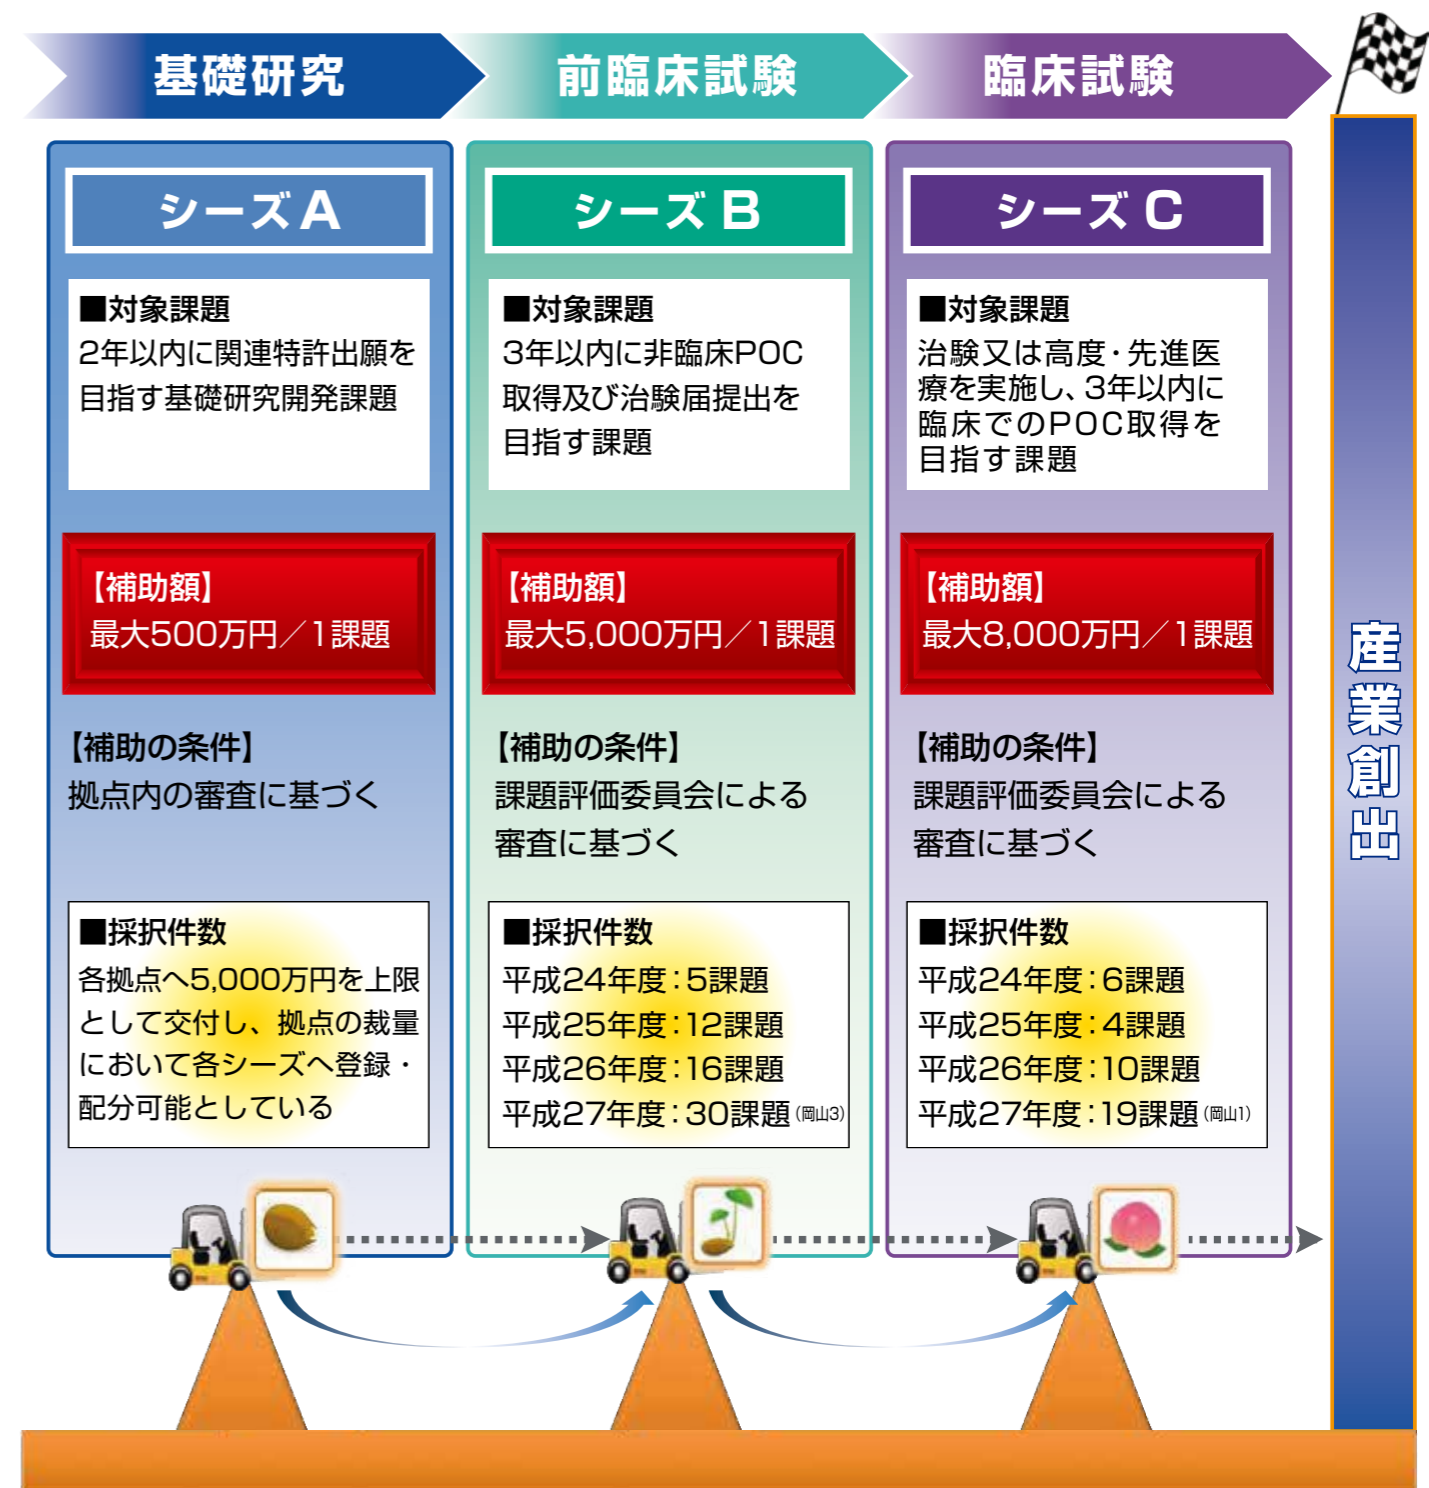 基礎研究
前臨床試験
臨床試験
シーズA
■対象課題
2年以内に関連特許出願を
目指す基礎研究開発課題
【補助額】
最大500万円／1課題
【補助の条件】
拠点内の審査に基づく
■採択件数
各拠点へ5,000万円を上限
として交付し、拠点の裁量
において各シーズへ登録・
配分可能としている
シーズ B
■対象課題
3年以内に非臨床POC
取得及び治験届提出を
目指す課題
【補助額】
最大5,000万円／1課題
【補助の条件】
課題評価委員会による
審査に基づく
■採択件数
平成24年度：5課題
平成25年度：12課題
平成26年度：16課題
平成27年度：30課題（岡山3）
シーズ C
■対象課題
治験又は高度・先進医
療を実施し、3年以内に
臨床でのPOC取得を
目指す課題
【補助額】
最大8,000万円／1課題
【補助の条件】
課題評価委員会による
審査に基づく
■採択件数
平成24年度：6課題
平成25年度：4課題
平成26年度：10課題
平成27年度：19課題（岡山1）
産業創出